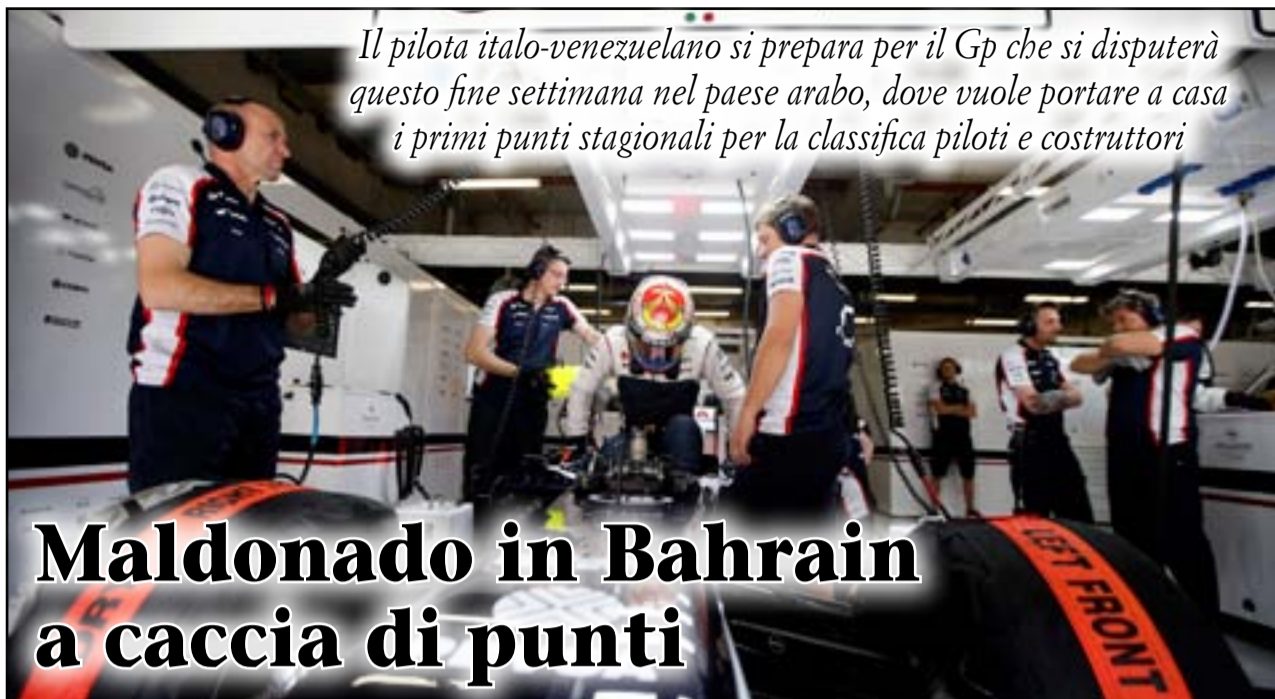 Il pilota italo-venezuelano si prepara per il Gp che si disputerà
questo fine settimana nel paese arabo, dove vuole portare a casa
i primi punti stagionali per la classifica piloti e costruttori
LEFT FRONT
Maldonado in Bahrain
a caccia di punti